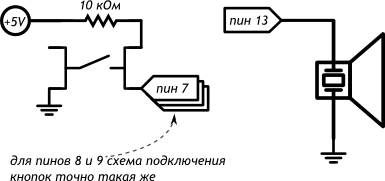 10 кОм
+5V
пин 13
пин 7
для пинов 8 и 9 схема подключения
кнопок точно такая же